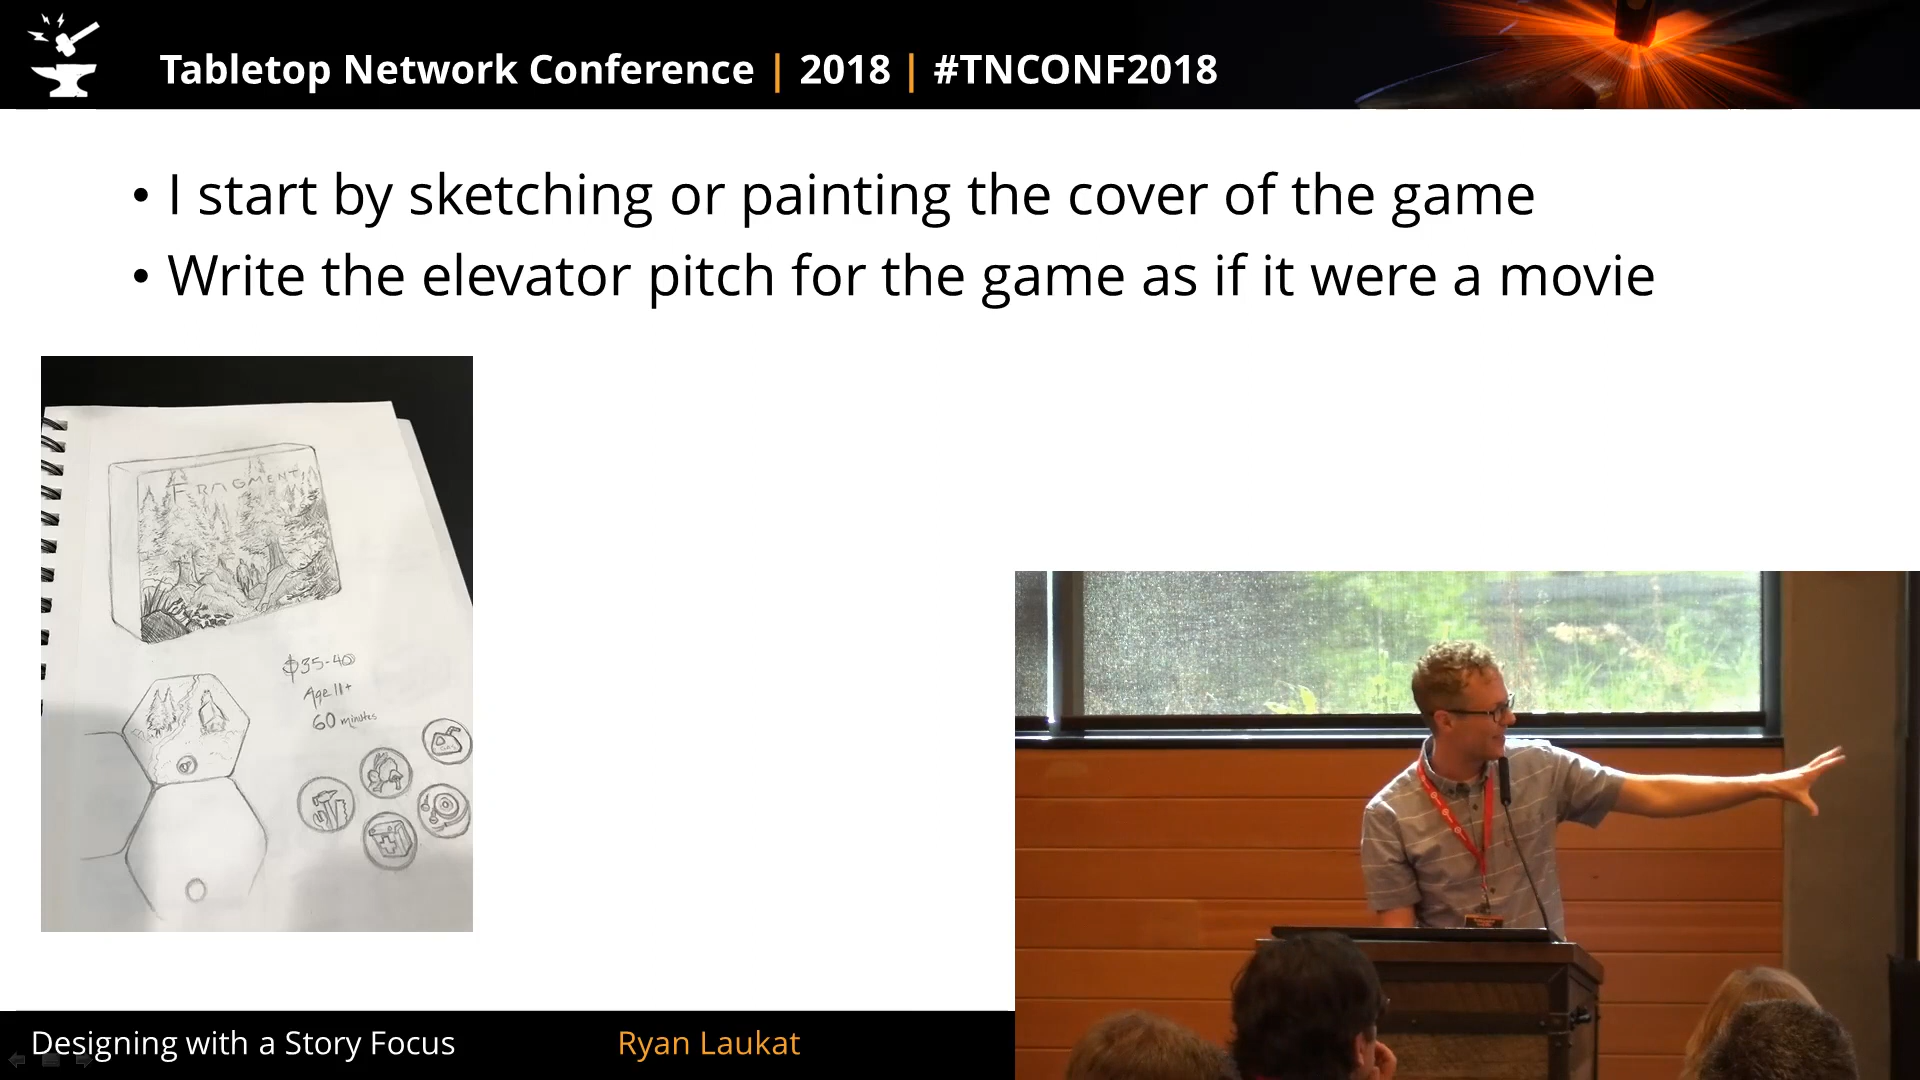 Tabletop Network Conference | 2018 | #TNCONF2018
• I start by sketching or painting the cover of the game
• Write the elevator pitch for the game as if it were a movie
FRAGMENT
$35-40
Age 11+
60 minutes
Designing with a Story Focus
Ryan Laukat